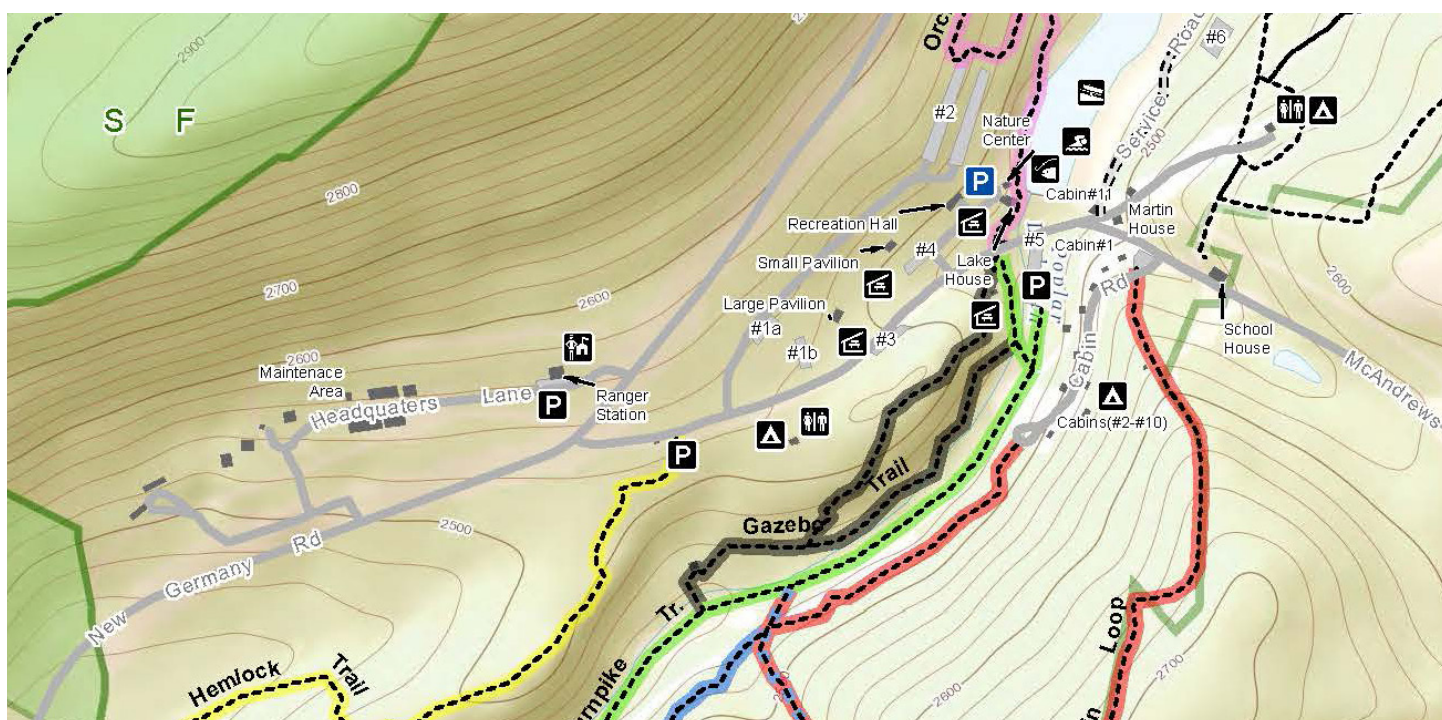 2900
S F
2800
2700
2600
2600
Maintenace
Area
Headquaters Lane
P
Ranger
Station
2500
New Germany Rd
Hemlock
Trail
P
#2
Nature
Center
P
Recreation Hall
Small Pavilion
#4
Large Pavilion
#1a
#1b
#3
Lake
House
#5
P
Poplar
Cabin#11
Cabin#1
Martin
House
Service Road
2500
#6
School
House
2600
McAndrews
Cabin Rd
Cabins(#2-#10)
Gazebo Trail
Tr.
Loop
2600
2700